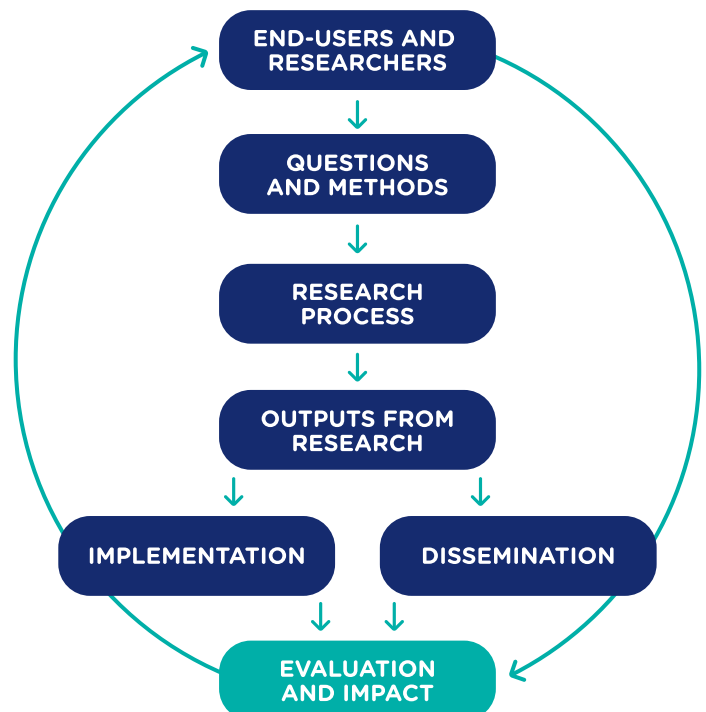 END-USERS AND
RESEARCHERS
QUESTIONS
AND METHODS
RESEARCH
PROCESS
OUTPUTS FROM
RESEARCH
IMPLEMENTATION
DISSEMINATION
EVALUATION
AND IMPACT